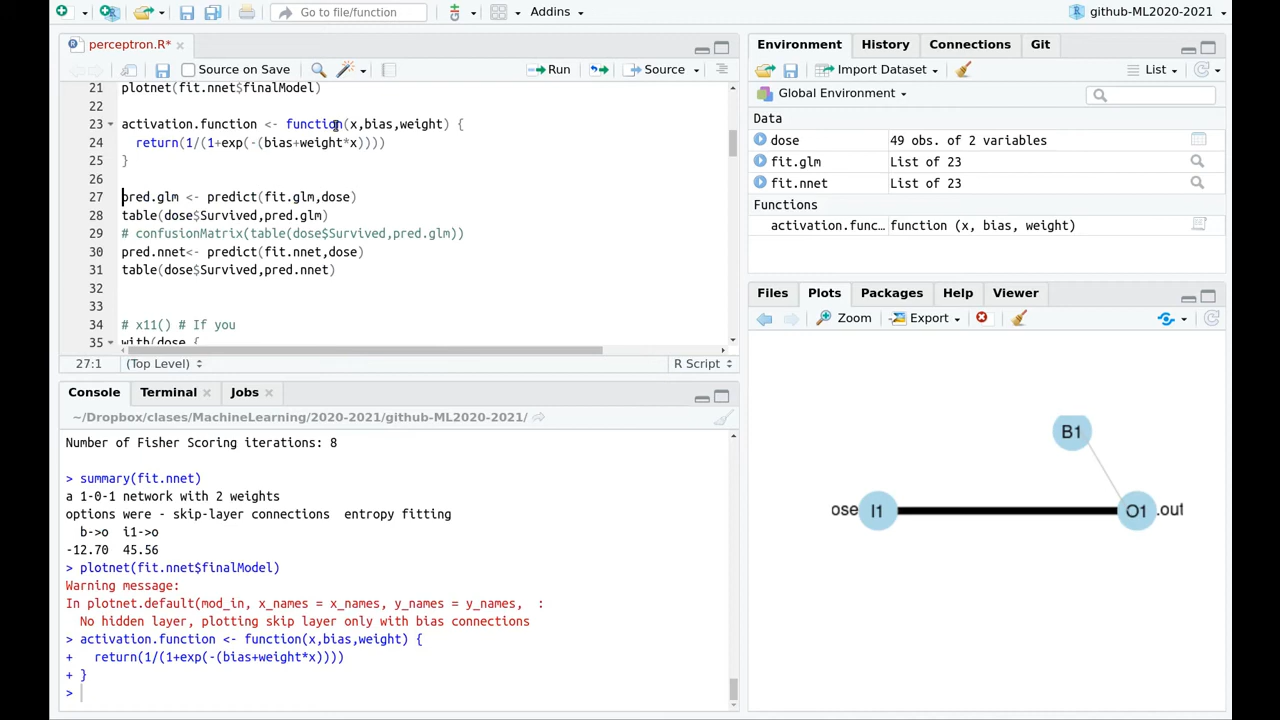 Go to file/function
Addins
github-ML2020-2021
perceptron.R*
Source on Save
Run
Source
21 plotnet(fit.nnet$finalModel)
22
23 activation.function <- function(x,bias,weight) {
24 return(1/(1+exp(-(bias+weight*x))))
25 }
26
27 pred.glm <- predict(fit.glm,dose)
28 table(dose$Survived,pred.glm)
29 # confusionMatrix(table(dose$Survived,pred.glm))
30 pred.nnet<- predict(fit.nnet,dose)
31 table(dose$Survived,pred.nnet)
32
33
34 # x11() # If you
35 with(dose {
27:1 (Top Level) R Script
Console Terminal Jobs
~/Dropbox/clases/MachineLearning/2020-2021/github-ML2020-2021/
Number of Fisher Scoring iterations: 8
> summary(fit.nnet)
a 1-0-1 network with 2 weights
options were - skip-layer connections entropy fitting
b->o i1->o
-12.70 45.56
> plotnet(fit.nnet$finalModel)
Warning message:
In plotnet.default(mod_in, x_names = x_names, y_names = y_names, :
No hidden layer, plotting skip layer only with bias connections
> activation.function <- function(x,bias,weight) {
+ return(1/(1+exp(-(bias+weight*x))))
+ }
>
Environment History Connections Git
Import Dataset List
Global Environment
Data
dose 49 obs. of 2 variables
fit.glm List of 23
fit.nnet List of 23
Functions
activation.func… function (x, bias, weight)
Files Plots Packages Help Viewer
Zoom Export
B1
ose I1 O1 .out